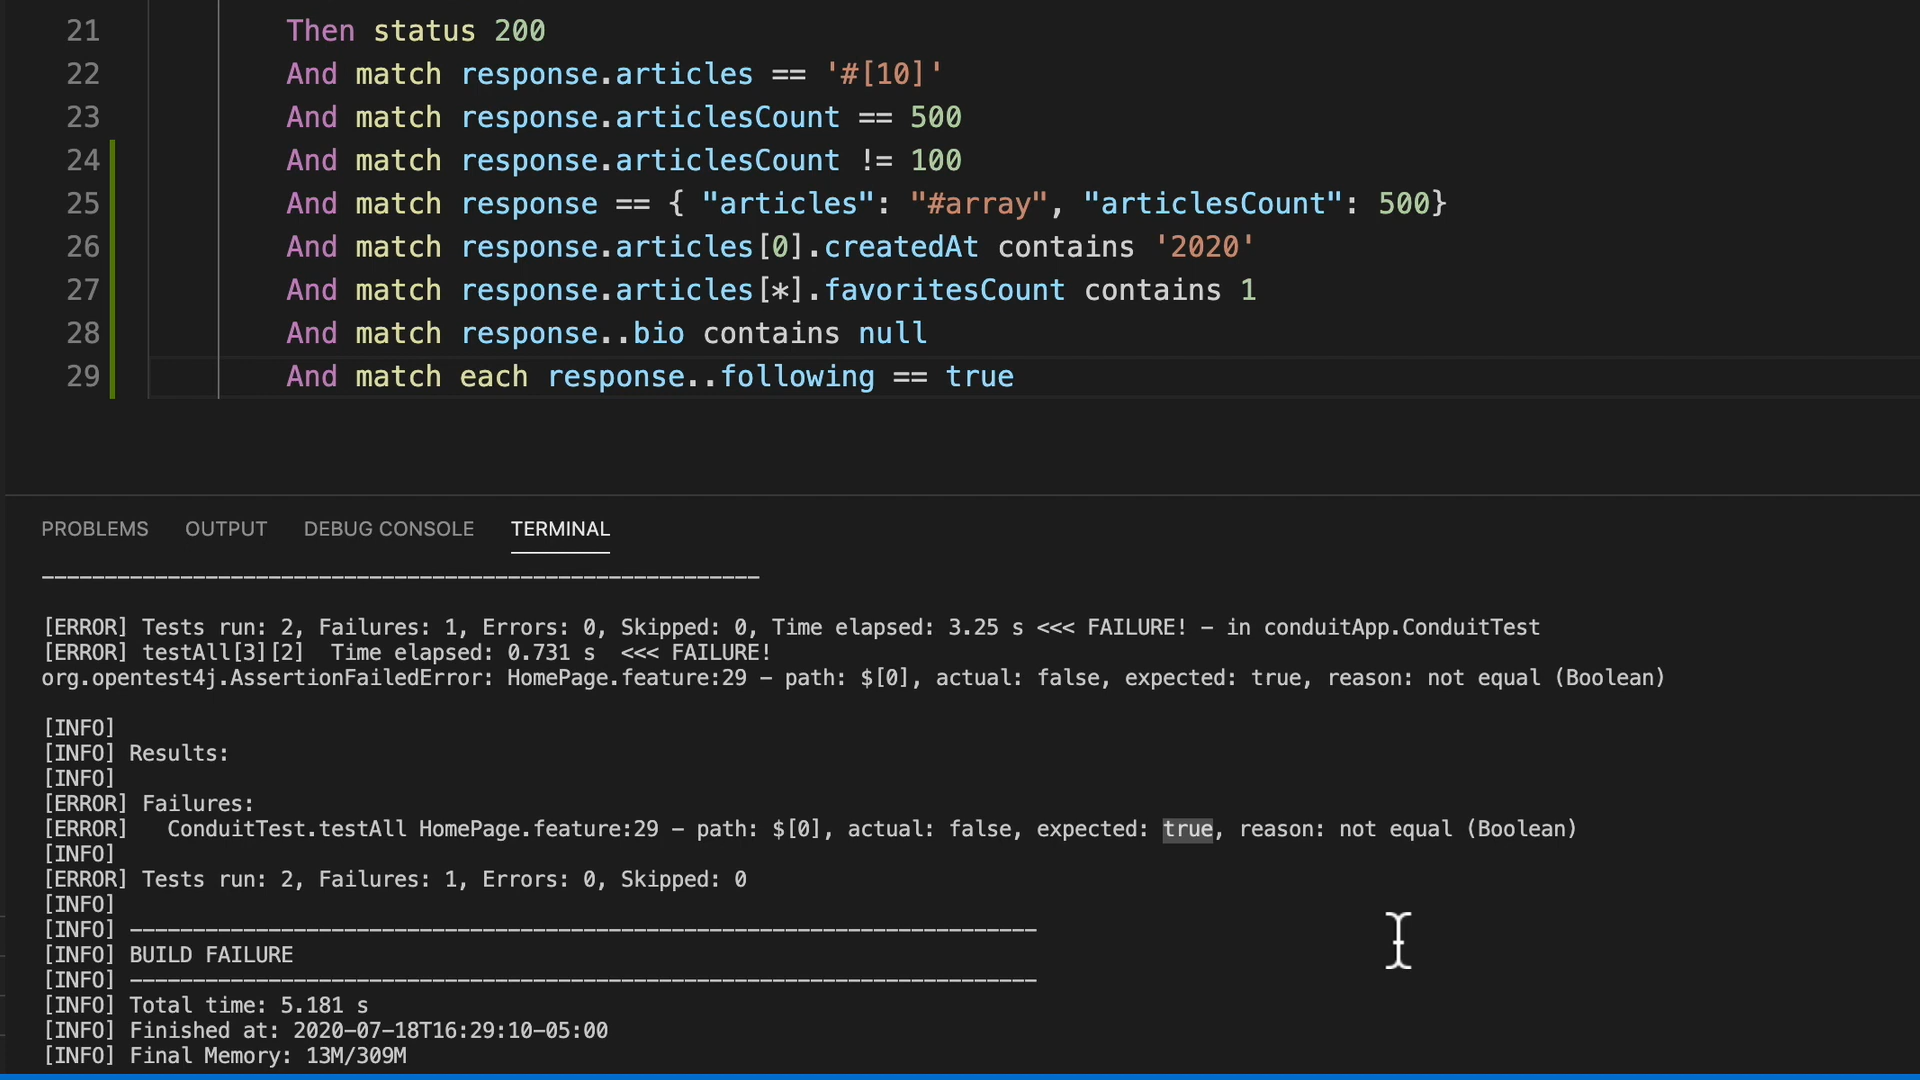 21 Then status 200
22 And match response.articles == '#[10]'
23 And match response.articlesCount == 500
24 And match response.articlesCount != 100
25 And match response == { "articles": "#array", "articlesCount": 500}
26 And match response.articles[0].createdAt contains '2020'
27 And match response.articles[*].favoritesCount contains 1
28 And match response..bio contains null
29 And match each response..following == true
PROBLEMS OUTPUT DEBUG CONSOLE TERMINAL
---------------------------------------------------------
[ERROR] Tests run: 2, Failures: 1, Errors: 0, Skipped: 0, Time elapsed: 3.25 s <<< FAILURE! - in conduitApp.ConduitTest
[ERROR] testAll[3][2]  Time elapsed: 0.731 s  <<< FAILURE!
org.opentest4j.AssertionFailedError: HomePage.feature:29 - path: $[0], actual: false, expected: true, reason: not equal (Boolean)
[INFO]
[INFO] Results:
[INFO]
[ERROR] Failures:
[ERROR]   ConduitTest.testAll HomePage.feature:29 - path: $[0], actual: false, expected: true, reason: not equal (Boolean)
[INFO]
[ERROR] Tests run: 2, Failures: 1, Errors: 0, Skipped: 0
[INFO]
[INFO] ------------------------------------------------------------------------
[INFO] BUILD FAILURE
[INFO] ------------------------------------------------------------------------
[INFO] Total time: 5.181 s
[INFO] Finished at: 2020-07-18T16:29:10-05:00
[INFO] Final Memory: 13M/309M